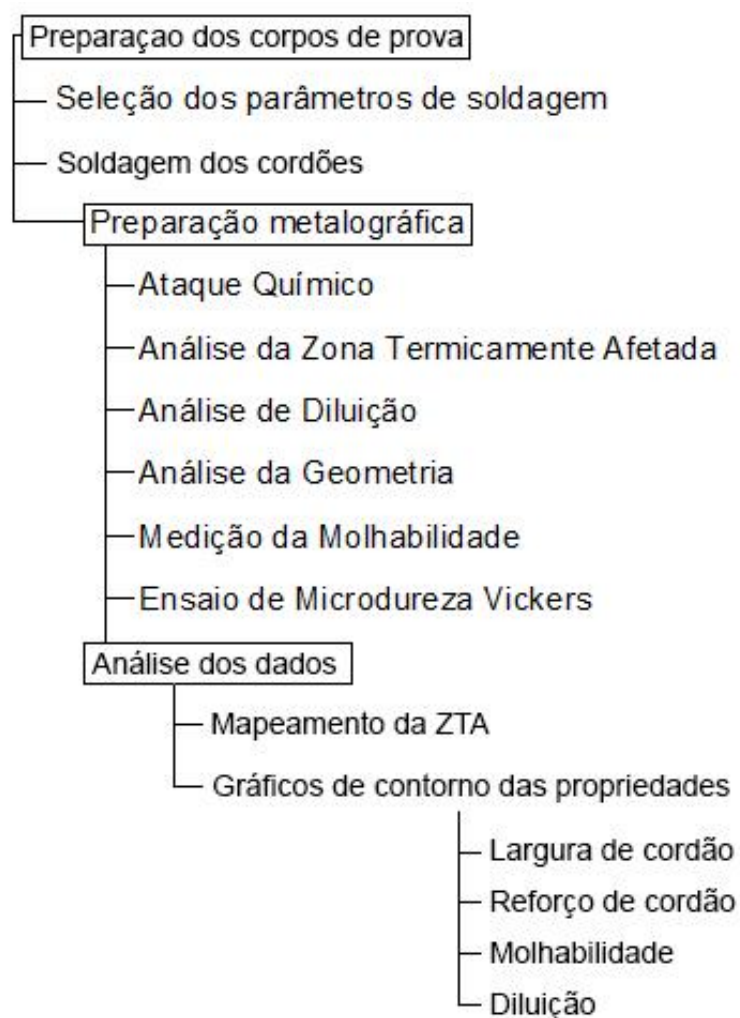 Preparaçao dos corpos de prova
Seleção dos parâmetros de soldagem
Soldagem dos cordões
Preparação metalográfica
Ataque Químico
Análise da Zona Termicamente Afetada
Análise de Diluição
Análise da Geometria
Medição da Molhabilidade
Ensaio de Microdureza Vickers
Análise dos dados
Mapeamento da ZTA
Gráficos de contorno das propriedades
Largura de cordão
Reforço de cordão
Molhabilidade
Diluição